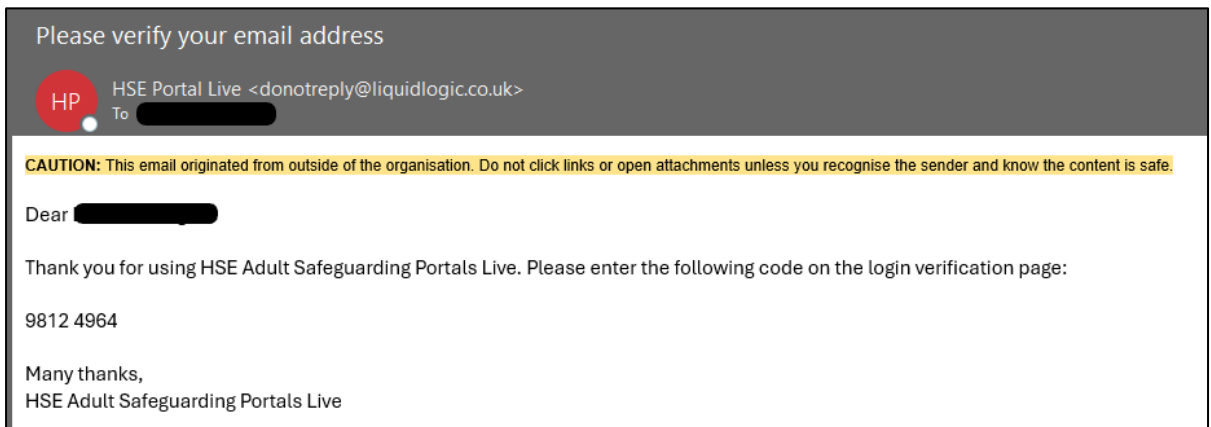 Please verify your email address
HP
HSE Portal Live <donotreply@liquidlogic.co.uk>
To
CAUTION: This email originated from outside of the organisation. Do not click links or open attachments unless you recognise the sender and know the content is safe.
Dear
Thank you for using HSE Adult Safeguarding Portals Live. Please enter the following code on the login verification page:
9812 4964
Many thanks,
HSE Adult Safeguarding Portals Live